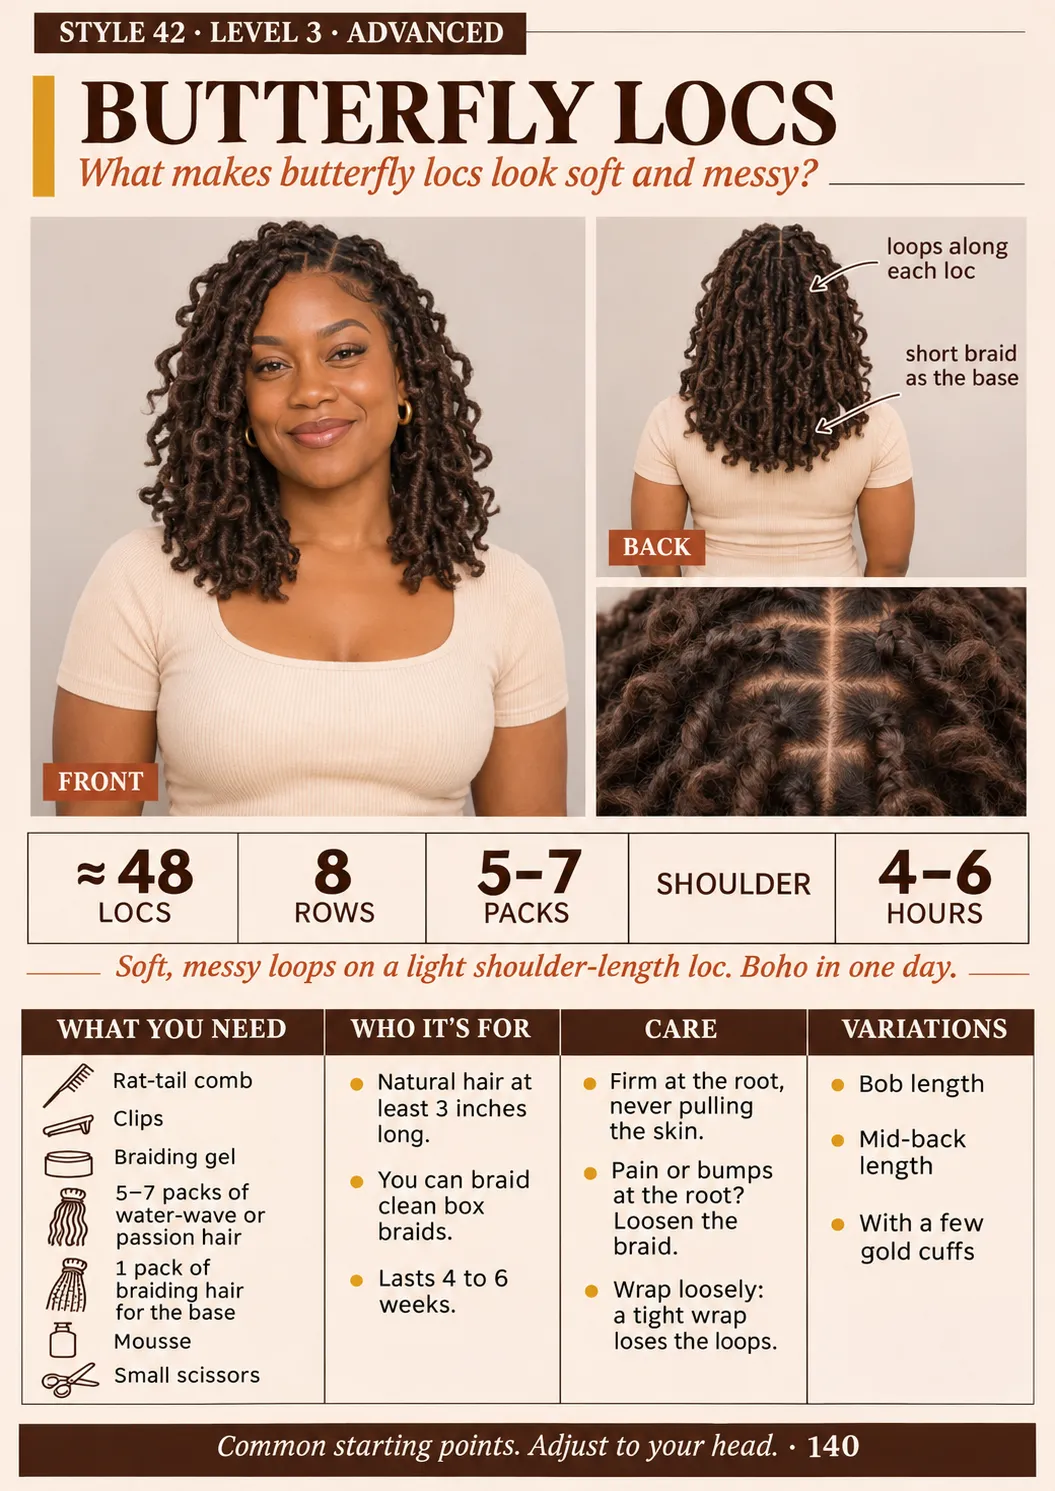 STYLE 42 · LEVEL 3 · ADVANCED
BUTTERFLY LOCS
What makes butterfly locs look soft and messy?
loops along
each loc
short braid
as the base
BACK
FRONT
≈ 48
LOCS
8
ROWS
5–7
PACKS
SHOULDER
4–6
HOURS
Soft, messy loops on a light shoulder-length loc. Boho in one day.
WHAT YOU NEED
Rat-tail comb
Clips
Braiding gel
5–7 packs of
water-wave or
passion hair
1 pack of
braiding hair
for the base
Mousse
Small scissors
WHO IT'S FOR
Natural hair at
least 3 inches
long.
You can braid
clean box
braids.
Lasts 4 to 6
weeks.
CARE
Firm at the root,
never pulling
the skin.
Pain or bumps
at the root?
Loosen the
braid.
Wrap loosely:
a tight wrap
loses the loops.
VARIATIONS
Bob length
Mid-back
length
With a few
gold cuffs
Common starting points. Adjust to your head. · 140